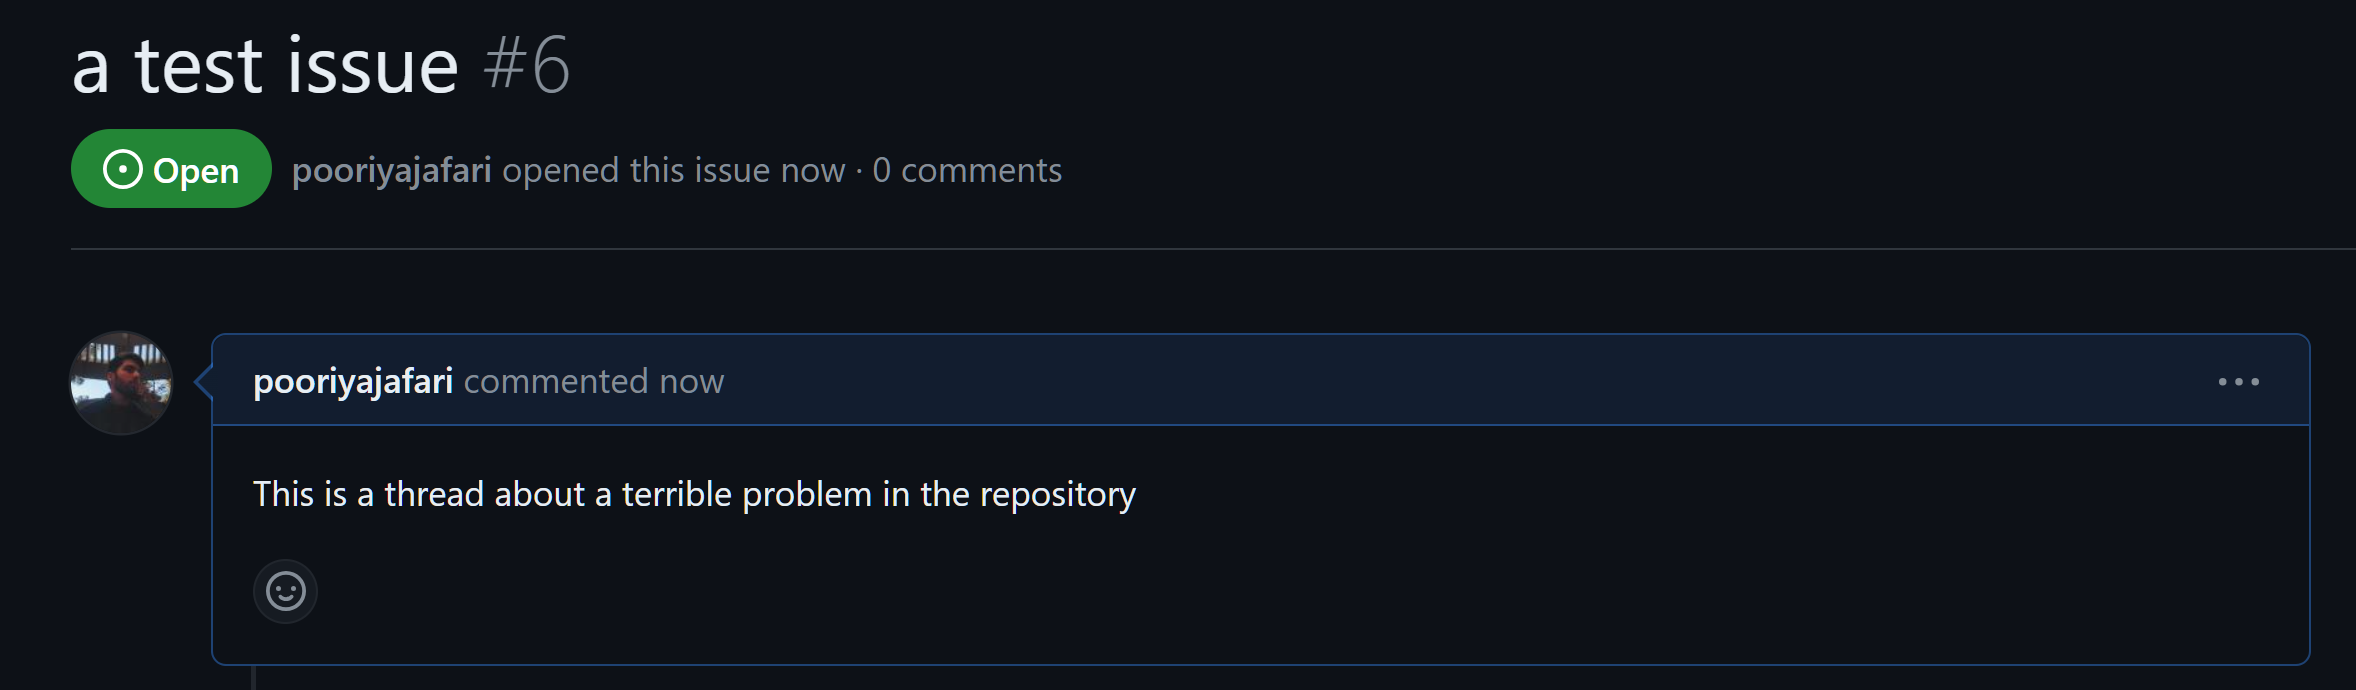 a test issue #6
Open pooriyajafari opened this issue now · 0 comments
pooriyajafari commented now
This is a thread about a terrible problem in the repository